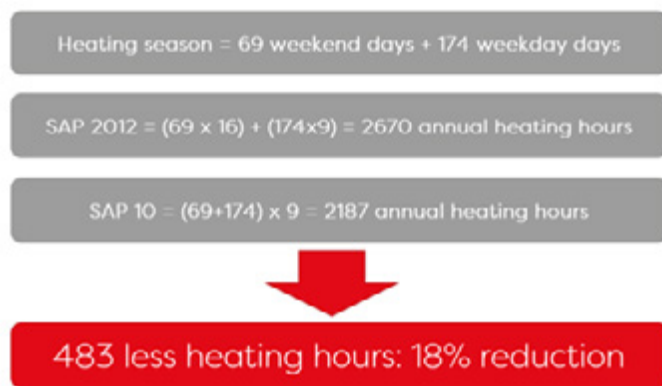 Heating season = 69 weekend days + 174 weekday days
SAP 2012 = (69 x 16) + (174x9) = 2670 annual heating hours
SAP 10 = (69+174) x 9 = 2187 annual heating hours
483 less heating hours: 18% reduction